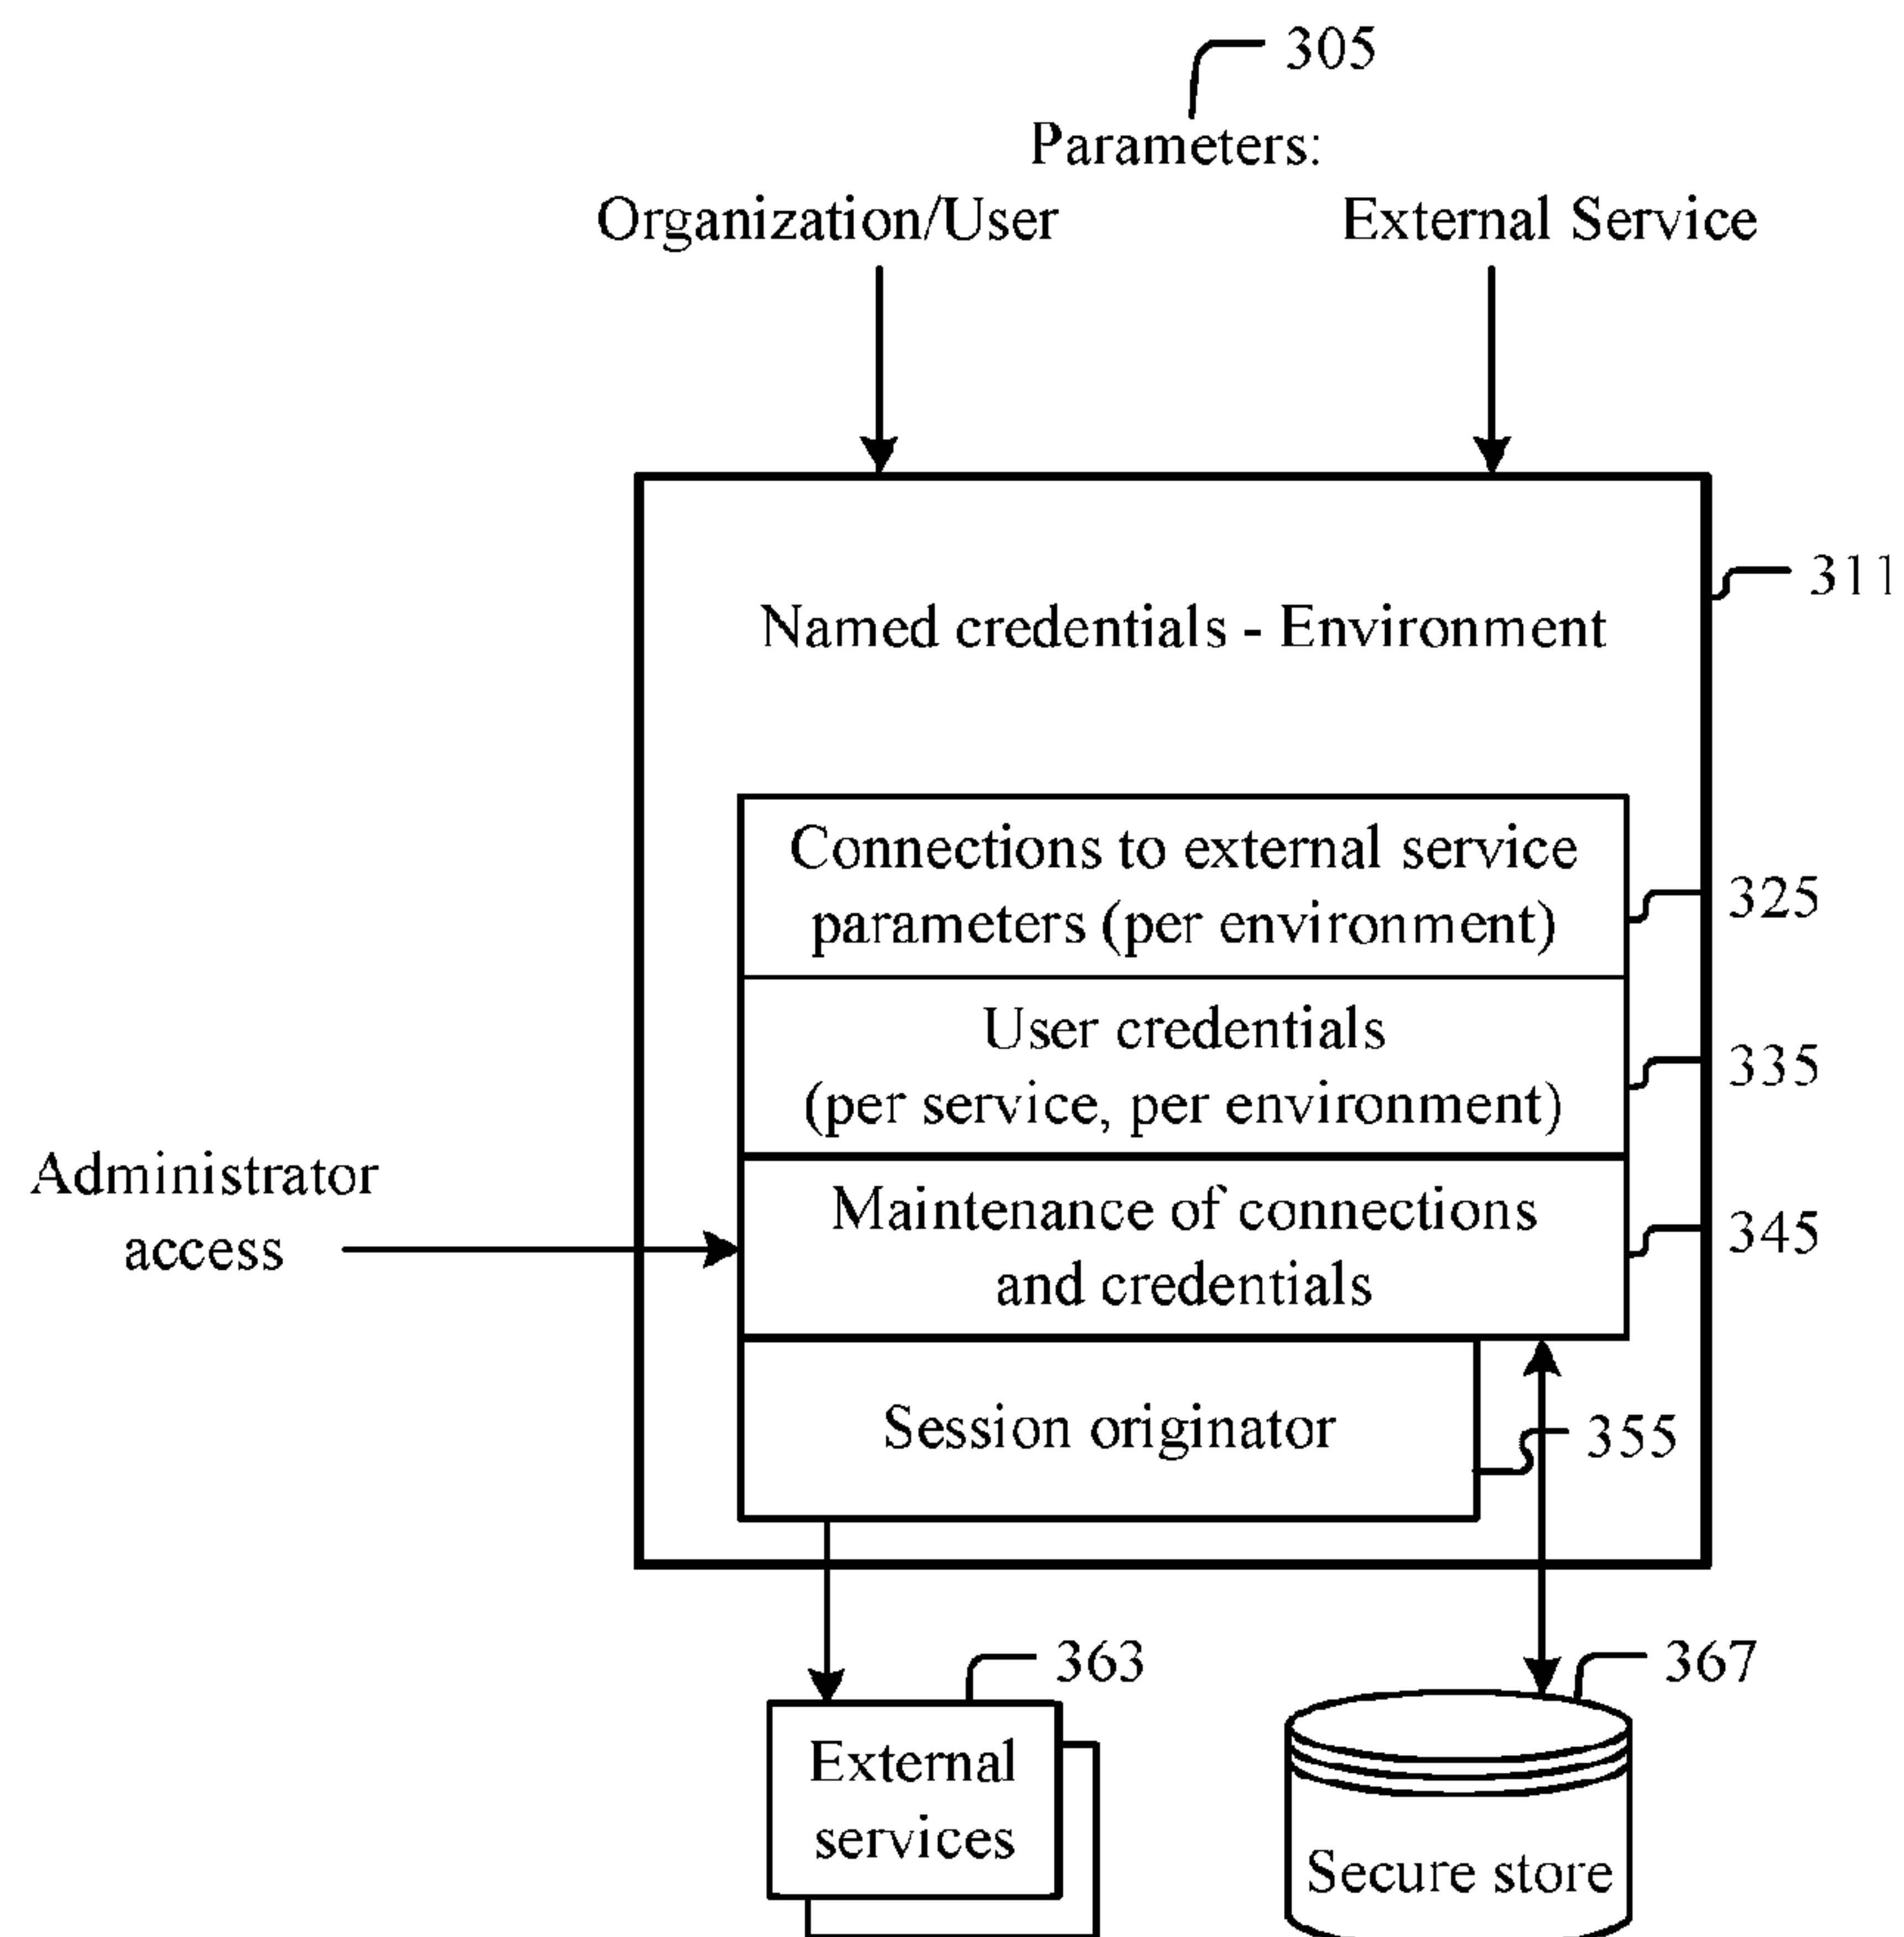 305
Parameters:
Organization/User
External Service
311
Named credentials - Environment
Connections to external service
parameters (per environment)
325
User credentials
(per service, per environment)
335
Administrator
access
Maintenance of connections
and credentials
345
Session originator
355
363
External
services
367
Secure store